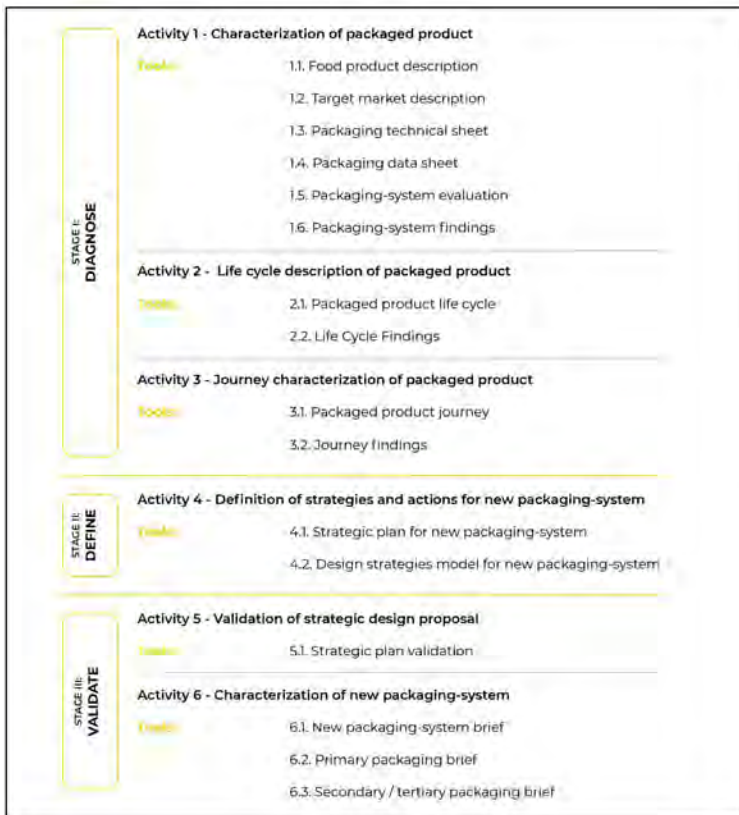 STAGE I:
DIAGNOSE
Activity 1 - Characterization of packaged product
Tools:
1.1. Food product description
1.2. Target market description
1.3. Packaging technical sheet
1.4. Packaging data sheet
1.5. Packaging-system evaluation
1.6. Packaging-system findings
Activity 2 - Life cycle description of packaged product
Tools:
2.1. Packaged product life cycle
2.2. Life Cycle Findings
Activity 3 - Journey characterization of packaged product
Tools:
3.1. Packaged product journey
3.2. Journey findings
STAGE II:
DEFINE
Activity 4 - Definition of strategies and actions for new packaging-system
Tools:
4.1. Strategic plan for new packaging-system
4.2. Design strategies model for new packaging-system
STAGE III:
VALIDATE
Activity 5 - Validation of strategic design proposal
Tools:
5.1. Strategic plan validation
Activity 6 - Characterization of new packaging-system
Tools:
6.1. New packaging-system brief
6.2. Primary packaging brief
6.3. Secondary / tertiary packaging brief